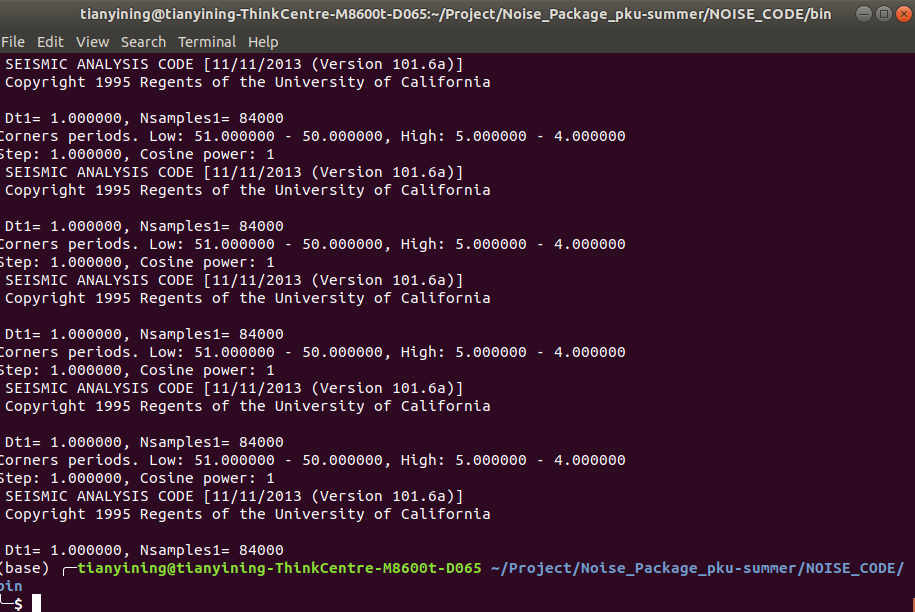 tianyining@tianyining-ThinkCentre-M8600t-D065:~/Project/Noise_Package_pku-summer/NOISE_CODE/bin
File Edit View Search Terminal Help
SEISMIC ANALYSIS CODE [11/11/2013 (Version 101.6a)]
Copyright 1995 Regents of the University of California
Dt1= 1.000000, Nsamples1= 84000
Corners periods. Low: 51.000000 - 50.000000, High: 5.000000 - 4.000000
Step: 1.000000, Cosine power: 1
SEISMIC ANALYSIS CODE [11/11/2013 (Version 101.6a)]
Copyright 1995 Regents of the University of California
Dt1= 1.000000, Nsamples1= 84000
Corners periods. Low: 51.000000 - 50.000000, High: 5.000000 - 4.000000
Step: 1.000000, Cosine power: 1
SEISMIC ANALYSIS CODE [11/11/2013 (Version 101.6a)]
Copyright 1995 Regents of the University of California
Dt1= 1.000000, Nsamples1= 84000
Corners periods. Low: 51.000000 - 50.000000, High: 5.000000 - 4.000000
Step: 1.000000, Cosine power: 1
SEISMIC ANALYSIS CODE [11/11/2013 (Version 101.6a)]
Copyright 1995 Regents of the University of California
Dt1= 1.000000, Nsamples1= 84000
Corners periods. Low: 51.000000 - 50.000000, High: 5.000000 - 4.000000
Step: 1.000000, Cosine power: 1
SEISMIC ANALYSIS CODE [11/11/2013 (Version 101.6a)]
Copyright 1995 Regents of the University of California
Dt1= 1.000000, Nsamples1= 84000
(base) ╭─tianyining@tianyining-ThinkCentre-M8600t-D065 ~/Project/Noise_Package_pku-summer/NOISE_CODE/
bin
╰─$